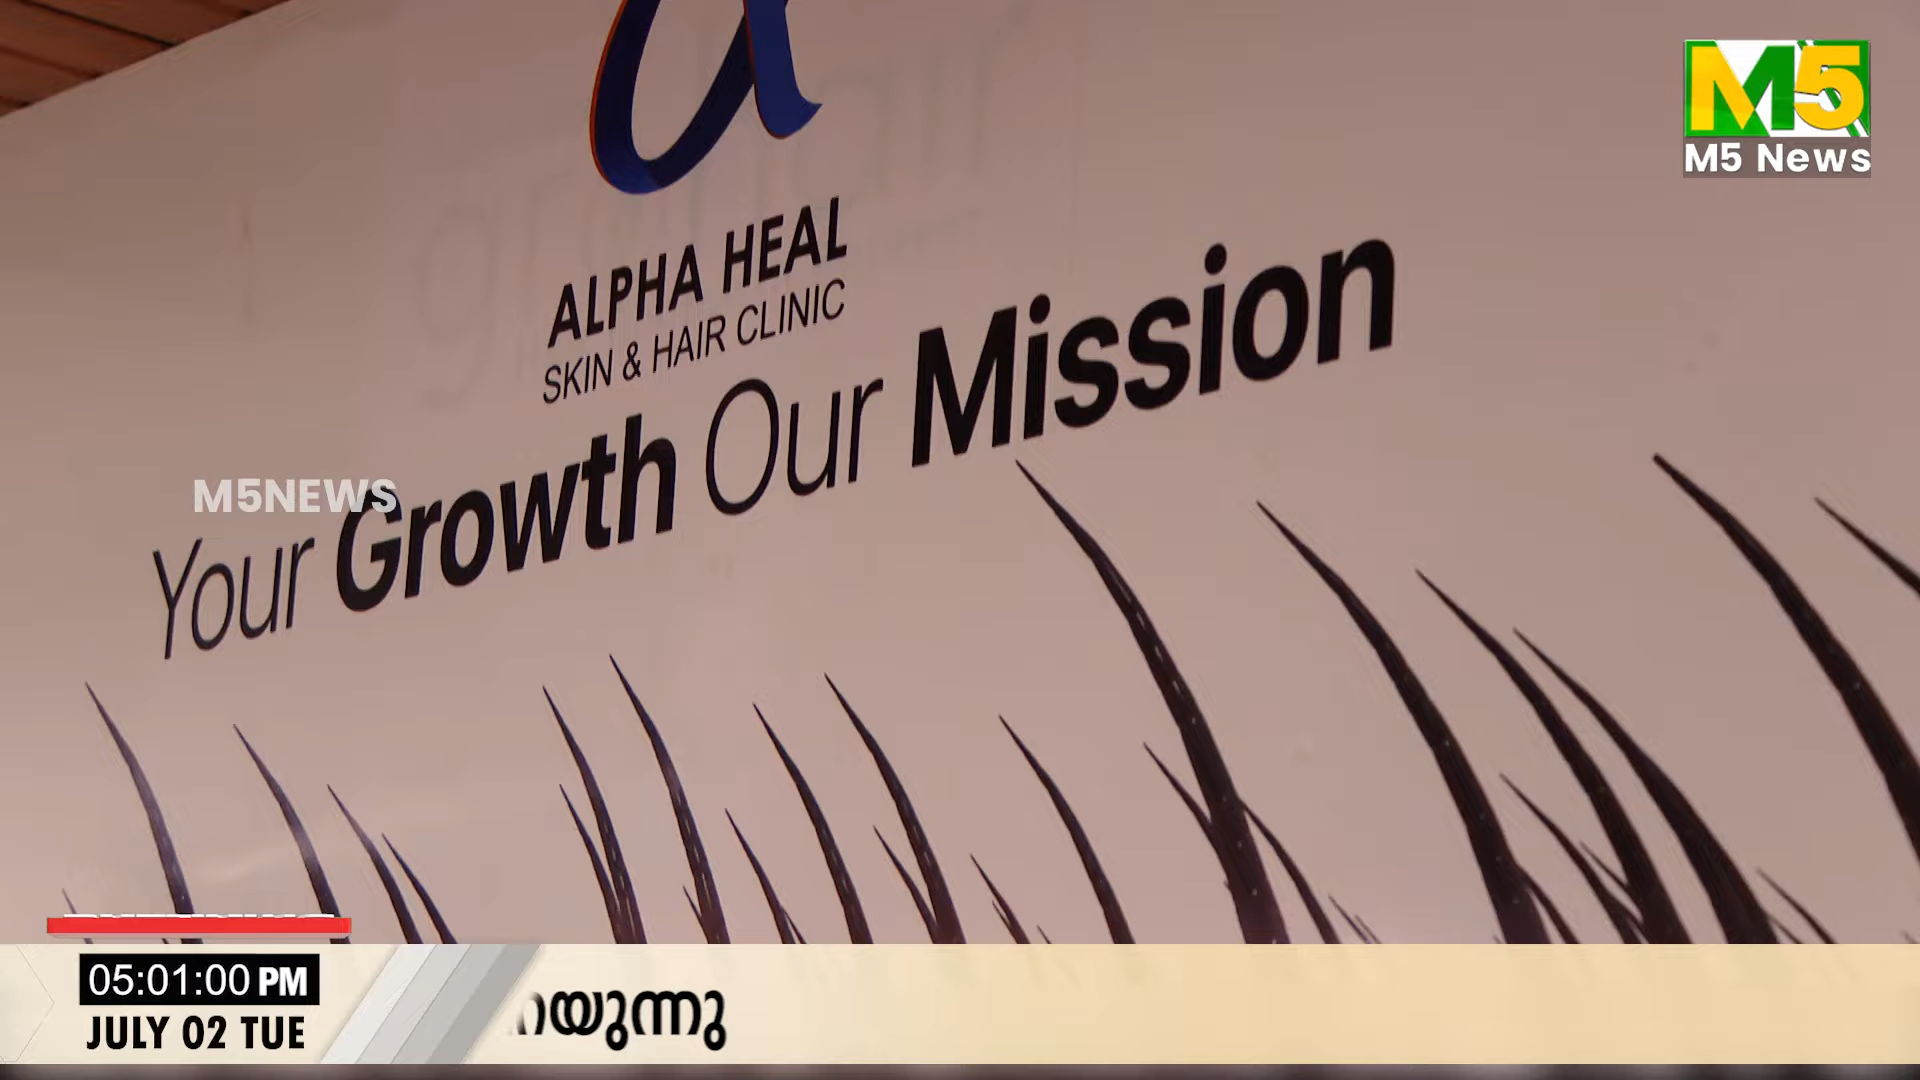 M5
M5 News
ALPHA HEAL
SKIN & HAIR CLINIC
Your Growth Our Mission
M5NEWS
05:01:00 PM
JULY 02 TUE
യുന്നു